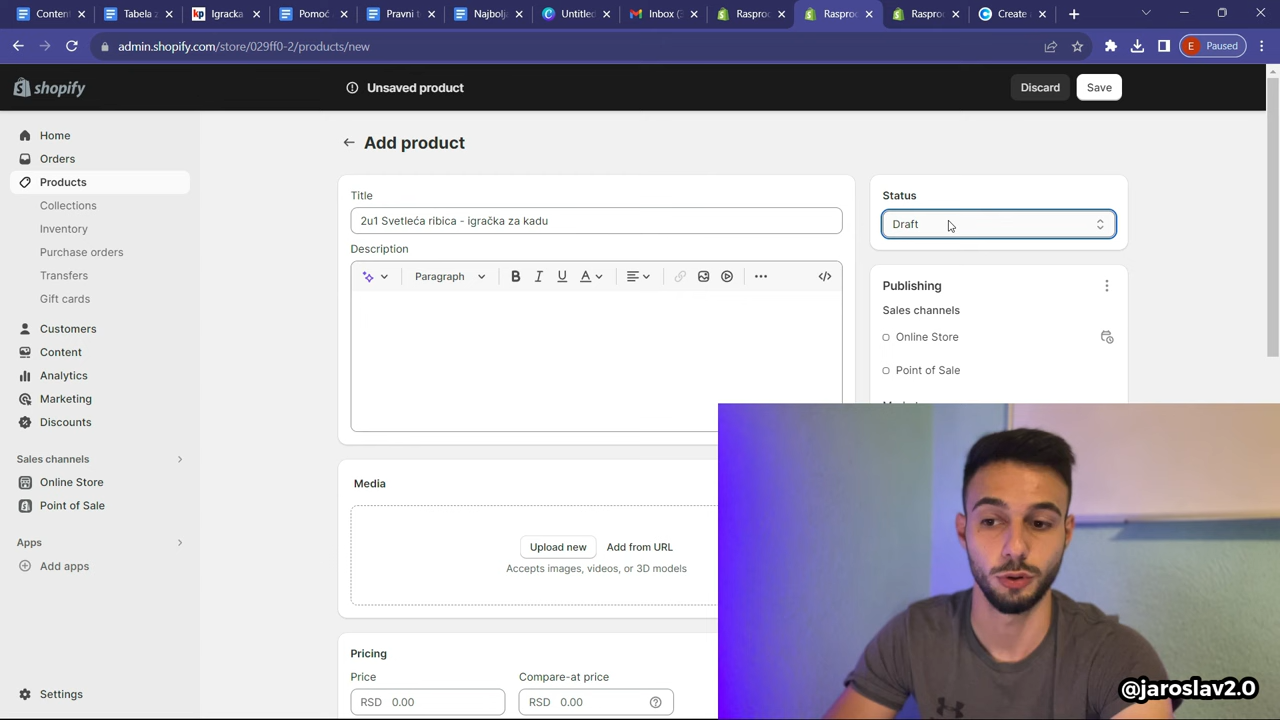 Conten
Tabela z
kp
Igracka
Pomoć
Pravni t
Najbolj
Untitle
Inbox (
Raspro
Raspro
Raspro
Create
admin.shopify.com/store/029ff0-2/products/new
E
Paused
shopify
Unsaved product
Discard
Save
Home
Orders
Products
Collections
Inventory
Purchase orders
Transfers
Gift cards
Customers
Content
Analytics
Marketing
Discounts
Sales channels
Online Store
Point of Sale
Apps
Add apps
Settings
Add product
Title
2u1 Svetleća ribica - igračka za kadu
Description
Paragraph
B I U A
Media
Upload new
Add from URL
Accepts images, videos, or 3D models
Pricing
Price
Compare-at price
RSD 0.00
RSD 0.00
Status
Draft
Publishing
Sales channels
Online Store
Point of Sale
@jaroslav2.0